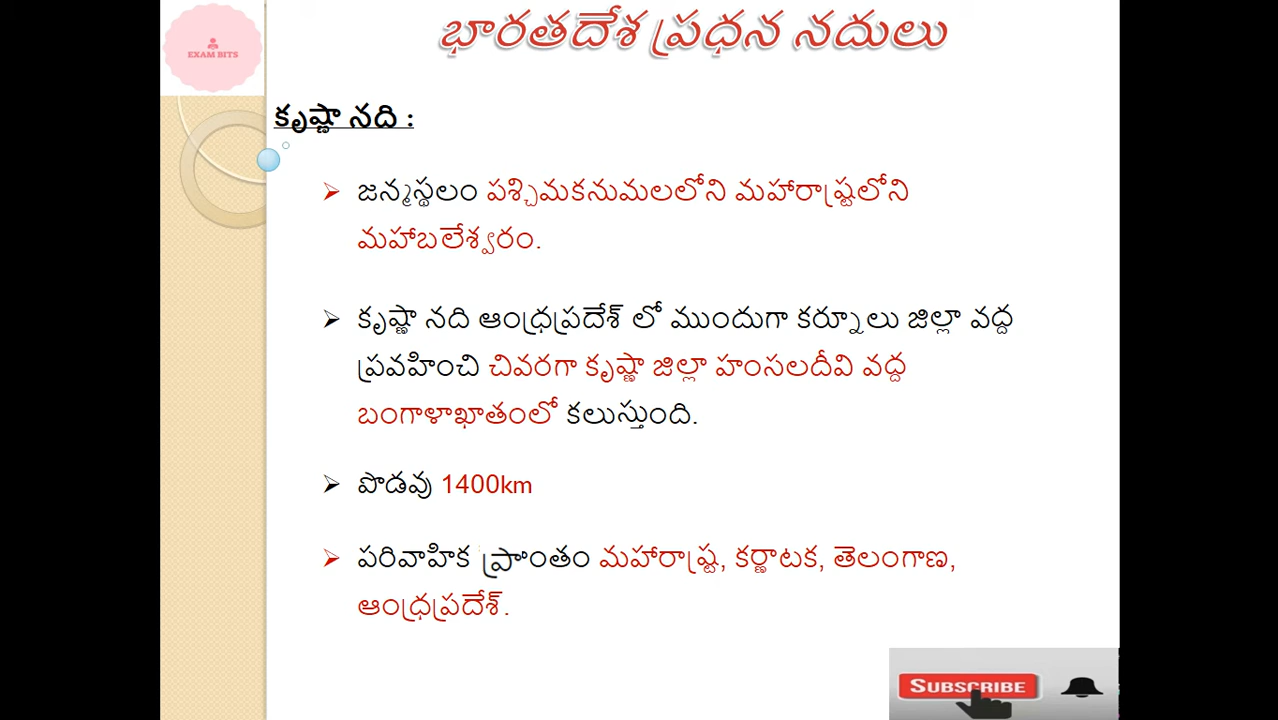 EXAM BITS
భారతదేశ ప్రధన నదులు
కృష్ణా నది :
జన్మస్థలం పశ్చిమకనుమలలోని మహారాష్ట్రలోని
మహాబలేశ్వరం.
కృష్ణా నది ఆంధ్రప్రదేశ్ లో ముందుగా కర్నూలు జిల్లా వద్ద
ప్రవహించి చివరగా కృష్ణా జిల్లా హంసలదీవి వద్ద
బంగాళాఖాతంలో కలుస్తుంది.
పొడవు 1400km
పరివాహిక ప్రాంతం మహారాష్ట్ర, కర్ణాటక, తెలంగాణ,
ఆంధ్రప్రదేశ్.
SUBSCRIBE